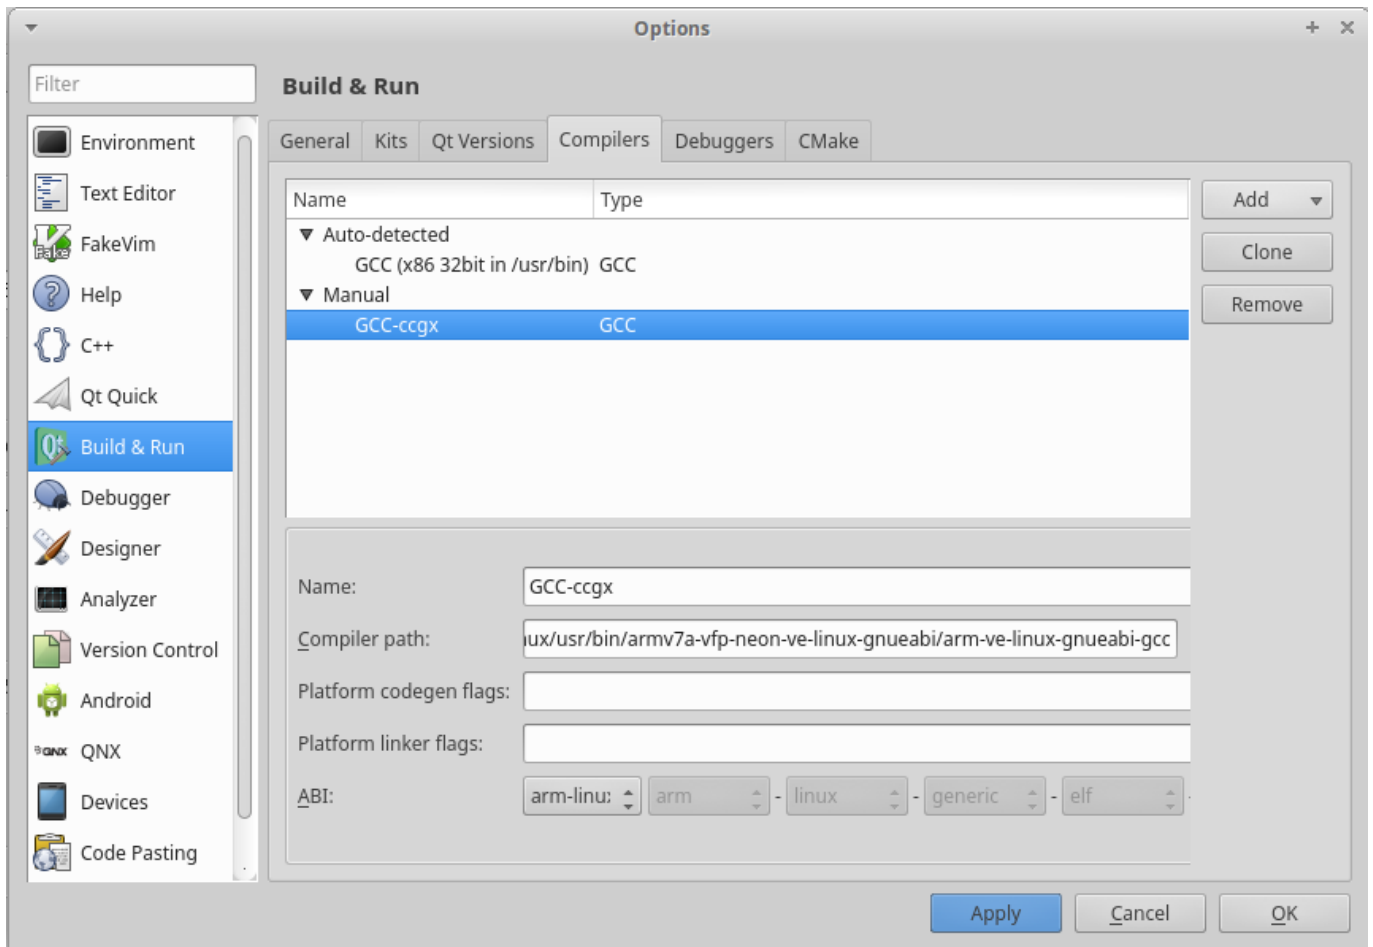 Options
Filter
Build & Run
Environment
Text Editor
FakeVim
Help
C++
Qt Quick
Build & Run
Debugger
Designer
Analyzer
Version Control
Android
QNX
Devices
Code Pasting
General Kits Qt Versions Compilers Debuggers CMake
Name Type
Auto-detected
GCC (x86 32bit in /usr/bin) GCC
Manual
GCC-ccgx GCC
Add
Clone
Remove
Name: GCC-ccgx
Compiler path: ux/usr/bin/armv7a-vfp-neon-ve-linux-gnueabi/arm-ve-linux-gnueabi-gcc
Platform codegen flags:
Platform linker flags:
ABI: arm-linu: arm - linux - generic - elf
Apply Cancel OK